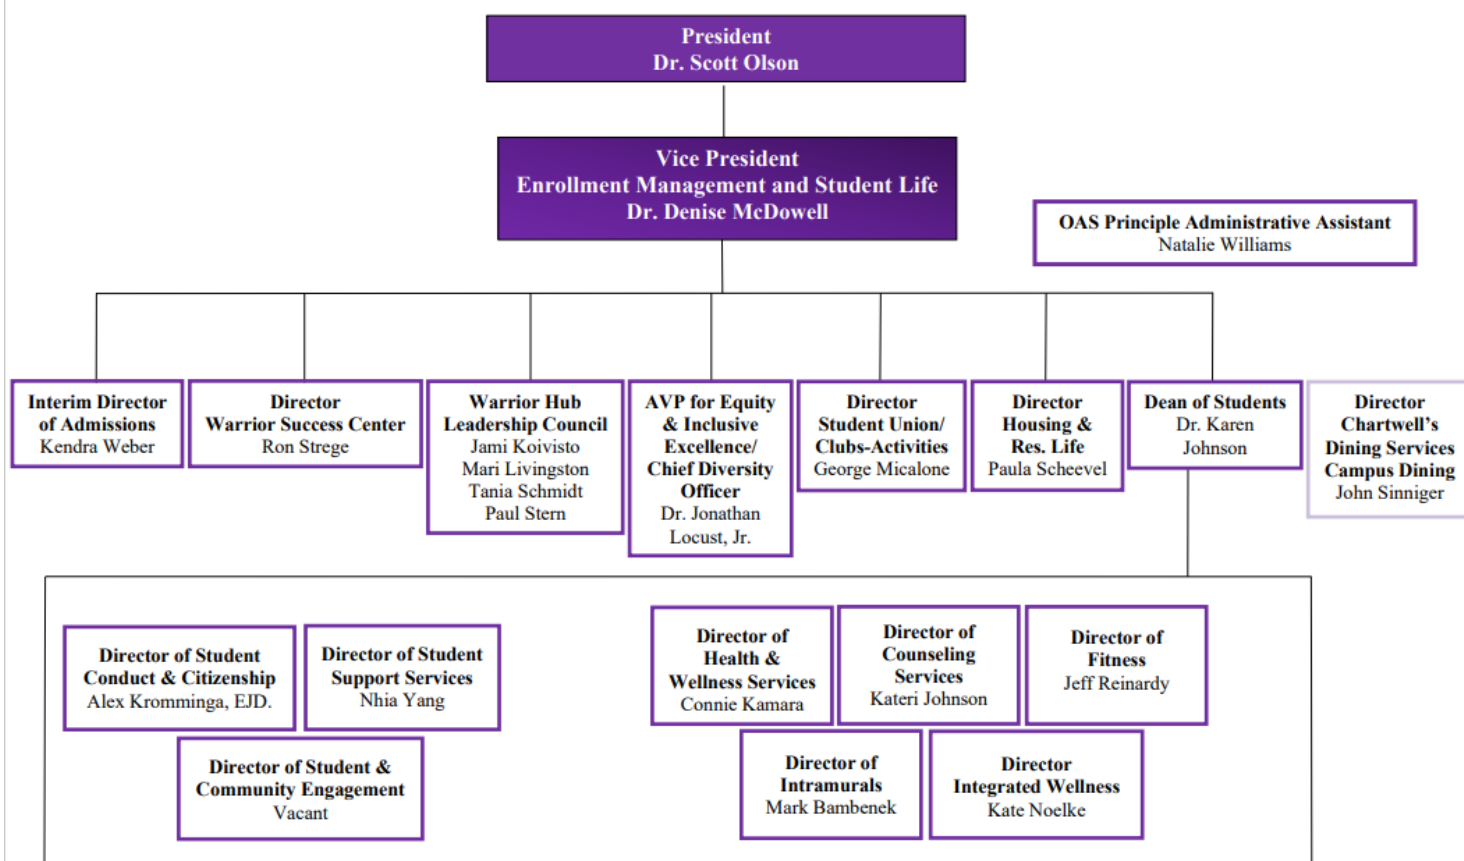 President
Dr. Scott Olson
Vice President
Enrollment Management and Student Life
Dr. Denise McDowell
OAS Principle Administrative Assistant
Natalie Williams
Interim Director
of Admissions
Kendra Weber
Director
Warrior Success Center
Ron Strege
Warrior Hub
Leadership Council
Jami Koivisto
Mari Livingston
Tania Schmidt
Paul Stern
AVP for Equity
& Inclusive
Excellence/
Chief Diversity
Officer
Dr. Jonathan
Locust, Jr.
Director
Student Union/
Clubs-Activities
George Micalone
Director
Housing &
Res. Life
Paula Scheevel
Dean of Students
Dr. Karen
Johnson
Director
Chartwell’s
Dining Services
Campus Dining
John Sinniger
Director of Student
Conduct & Citizenship
Alex Kromminga, EJD.
Director of Student
Support Services
Nhia Yang
Director of Student &
Community Engagement
Vacant
Director of
Health &
Wellness Services
Connie Kamara
Director of
Counseling
Services
Kateri Johnson
Director of
Fitness
Jeff Reinardy
Director of
Intramurals
Mark Bambenek
Director
Integrated Wellness
Kate Noelke